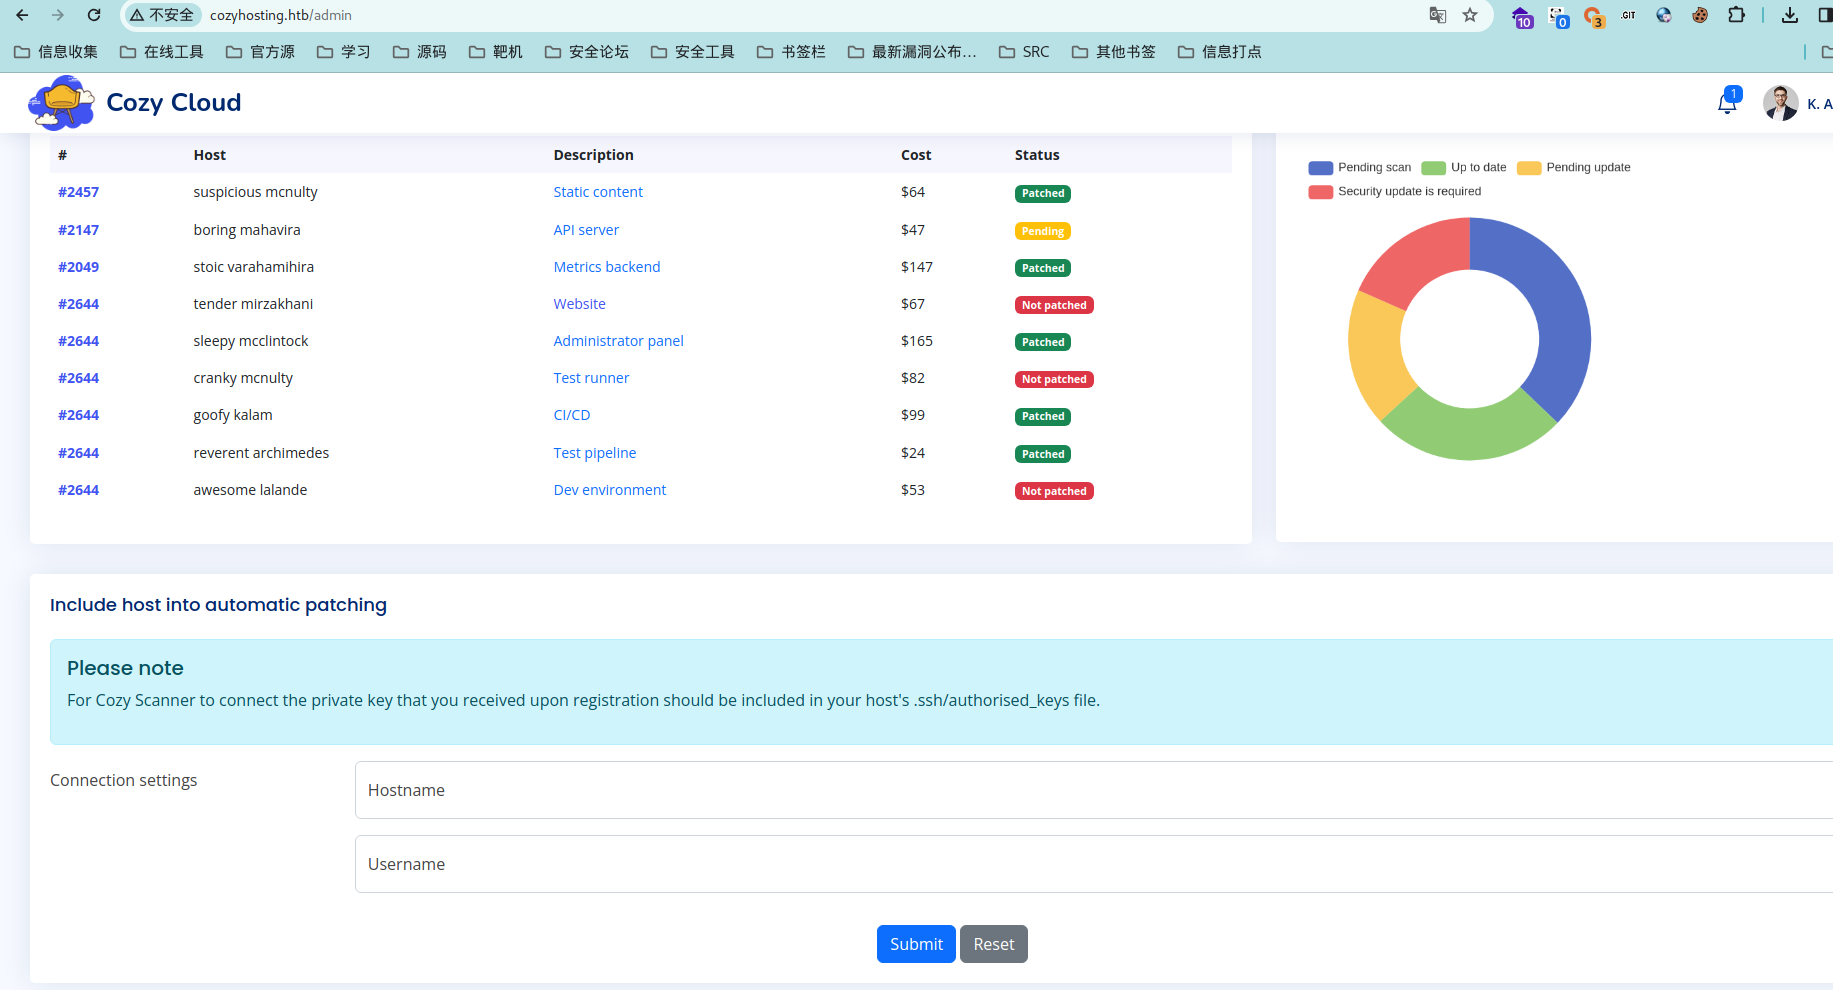 不安全 cozyhosting.htb/admin
10 0 3 .GIT
信息收集 在线工具 官方源 学习 源码 靶机 安全论坛 安全工具 书签栏 最新漏洞公布... SRC 其他书签 信息打点
Cozy Cloud 1 K. A
# Host Description Cost Status
#2457 suspicious mcnulty Static content $64 Patched
#2147 boring mahavira API server $47 Pending
#2049 stoic varahamihira Metrics backend $147 Patched
#2644 tender mirzakhani Website $67 Not patched
#2644 sleepy mcclintock Administrator panel $165 Patched
#2644 cranky mcnulty Test runner $82 Not patched
#2644 goofy kalam CI/CD $99 Patched
#2644 reverent archimedes Test pipeline $24 Patched
#2644 awesome lalande Dev environment $53 Not patched
Pending scan Up to date Pending update
Security update is required
Include host into automatic patching
Please note
For Cozy Scanner to connect the private key that you received upon registration should be included in your host's .ssh/authorised_keys file.
Connection settings
Hostname
Username
Submit Reset